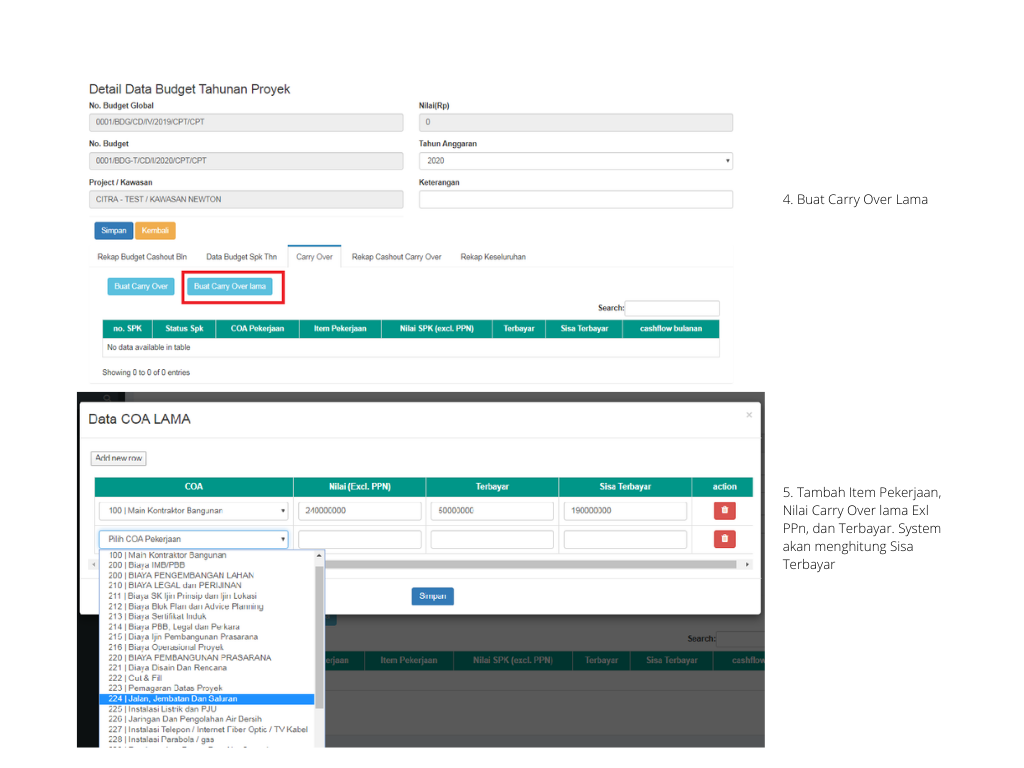 Detail Data Budget Tahunan Proyek
No. Budget Global
Nilai(Rp)
0001/BDG/CD/IV/2019/CPT/CPT
0
No. Budget
Tahun Anggaran
0001/BDG-T/CD/I/2020/CPT/CPT
2020
Project / Kawasan
Keterangan
CITRA - TEST / KAWASAN NEWTON
4. Buat Carry Over Lama
Simpan Kembali
Rekap Budget Cashout Bln Data Budget Spk Thn Carry Over Rekap Cashout Carry Over Rekap Keseluruhan
Buat Carry Over Buat Carry Over lama
Search:
no. SPK Status Spk COA Pekerjaan Item Pekerjaan Nilai SPK (excl. PPN) Terbayar Sisa Terbayar cashflow bulanan
No data available in table
Showing 0 to 0 of 0 entries
Data COA LAMA ×
Add new row
COA Nilai (Excl. PPN) Terbayar Sisa Terbayar action
100 | Main Kontraktor Bangunan 240000000 50000000 190000000
Pilih COA Pekerjaan
100 | Main Kontraktor Bangunan
200 | Biaya IMB/PBB
200 | BIAYA PENGEMBANGAN LAHAN
210 | BIAYA LEGAL dan PERIJINAN
211 | Biaya SK Ijin Prinsip dan Ijin Lokasi
212 | Biaya Blok Plan dan Advice Planning
213 | Biaya Sertifikat Induk
214 | Biaya PBB, Legal dan Perkara
215 | Biaya Ijin Pembangunan Prasarana
216 | Biaya Operasional Proyek
220 | BIAYA PEMBANGUNAN PRASARANA
221 | Biaya Disain Dan Rencana
222 | Cut & Fill
223 | Pemagaran Batas Proyek
224 | Jalan, Jembatan Dan Saluran
225 | Instalasi Listrik dan PJU
226 | Jaringan Dan Pengolahan Air Bersih
227 | Instalasi Telepon / Internet Fiber Optic / TV Kabel
228 | Instalasi Parabola / gas
Simpan
Search:
erjaan Item Pekerjaan Nilai SPK (excl. PPN) Terbayar Sisa Terbayar cashflow
5. Tambah Item Pekerjaan,
Nilai Carry Over lama Exl
PPn, dan Terbayar. System
akan menghitung Sisa
Terbayar